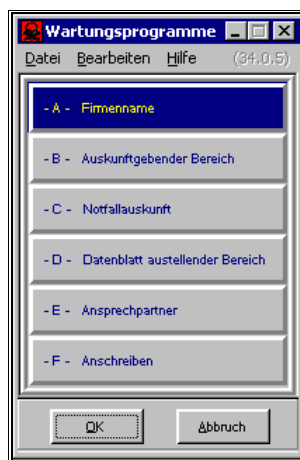 Wartungsprogramme
Datei Bearbeiten Hilfe (34.0.5)
- A - Firmenname
- B - Auskunftgebender Bereich
- C - Notfallauskunft
- D - Datenblatt austellender Bereich
- E - Ansprechpartner
- F - Anschreiben
OK Abbruch